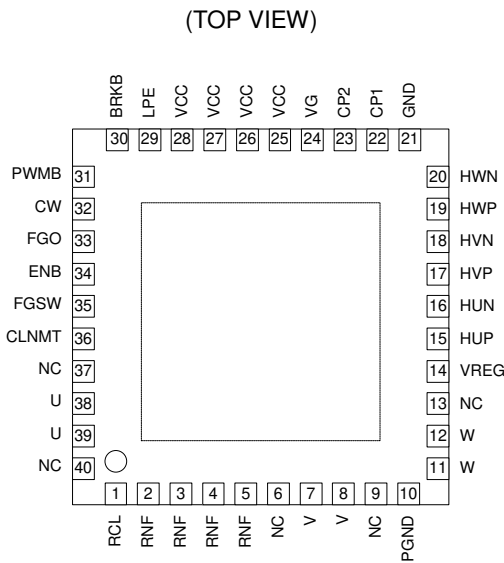 (TOP VIEW)
BRKB LPE VCC VCC VCC VCC VG CP2 CP1 GND
30 29 28 27 26 25 24 23 22 21
PWMB 31 20 HWN
CW 32 19 HWP
FGO 33 18 HVN
ENB 34 17 HVP
FGSW 35 16 HUN
CLNMT 36 15 HUP
NC 37 14 VREG
U 38 13 NC
U 39 12 W
NC 40 11 W
1 2 3 4 5 6 7 8 9 10
RCL RNF RNF RNF RNF NC V V NC PGND